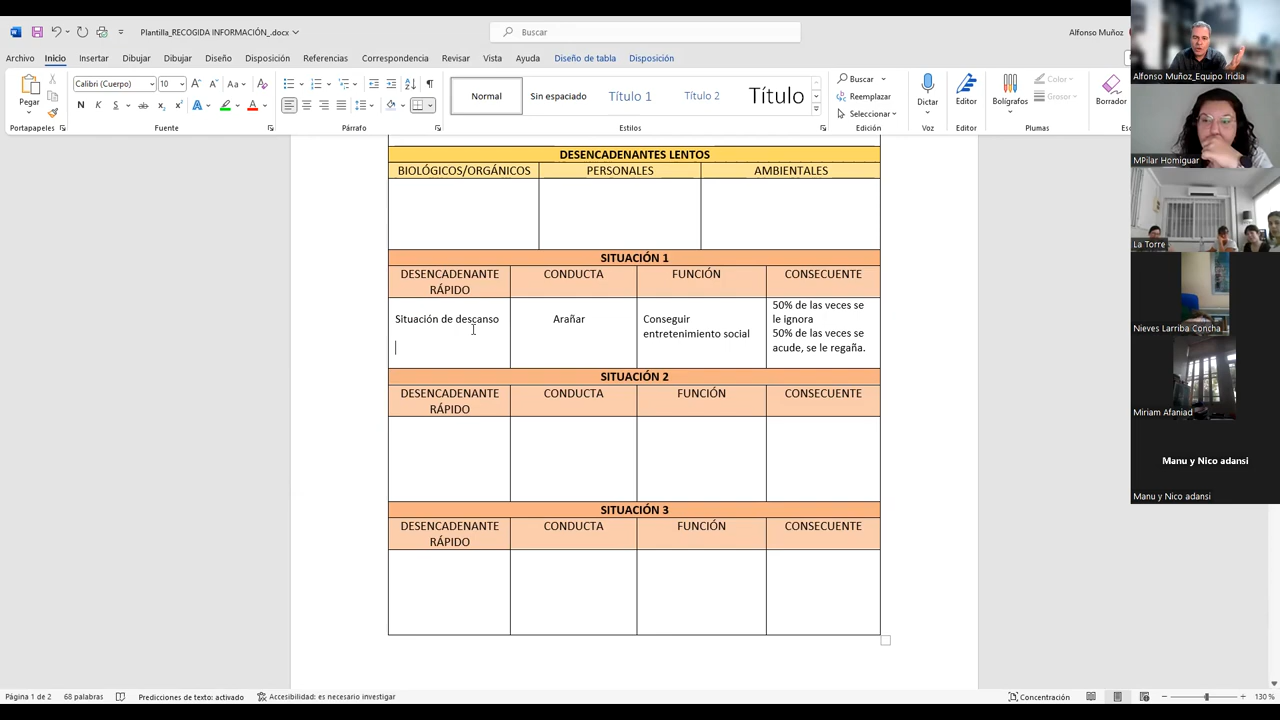 Plantilla_RECOGIDA INFORMACIÓN_.docx
Buscar
Alfonso Muñoz
Archivo Inicio Insertar Dibujar Diseño Disposición Referencias Correspondencia Revisar Vista Ayuda Diseño de tabla Disposición
Calibri (Cuerpo) 10
Pegar
N K S ab x x
Normal
Sin espaciado
Título 1
Título 2
Título
Buscar
Reemplazar
Seleccionar
Dictar
Editor
Bolígrafos
Color
Grosor
Borrador
Portapapeles Fuente Párrafo Estilos Edición Voz Editor Plumas
DESENCADENANTES LENTOS
BIOLÓGICOS/ORGÁNICOS PERSONALES AMBIENTALES
SITUACIÓN 1
DESENCADENANTE RÁPIDO
CONDUCTA
FUNCIÓN
CONSECUENTE
Situación de descanso
Arañar
Conseguir
entretenimiento social
50% de las veces se
le ignora
50% de las veces se
acude, se le regaña.
SITUACIÓN 2
DESENCADENANTE
RÁPIDO
CONDUCTA
FUNCIÓN
CONSECUENTE
SITUACIÓN 3
DESENCADENANTE
RÁPIDO
CONDUCTA
FUNCIÓN
CONSECUENTE
Alfonso Muñoz_Equipo Iridia
MPilar Homiguar
La Torre
Nieves Larriba Concha
Miriam Afaniad
Manu y Nico adansi
Manu y Nico adansi
Página 1 de 2 68 palabras Predicciones de texto: activado Accesibilidad: es necesario investigar Concentración 130 %